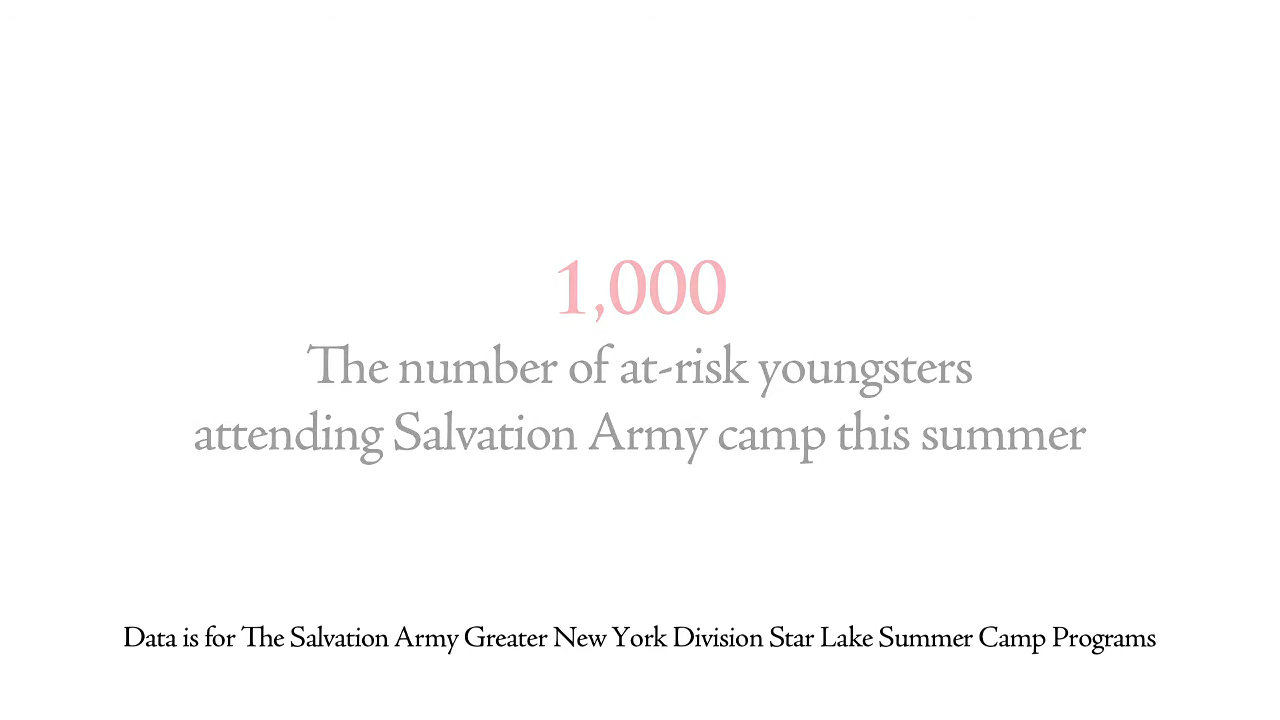 1,000
The number of at-risk youngsters
attending Salvation Army camp this summer
Data is for The Salvation Army Greater New York Division Star Lake Summer Camp Programs